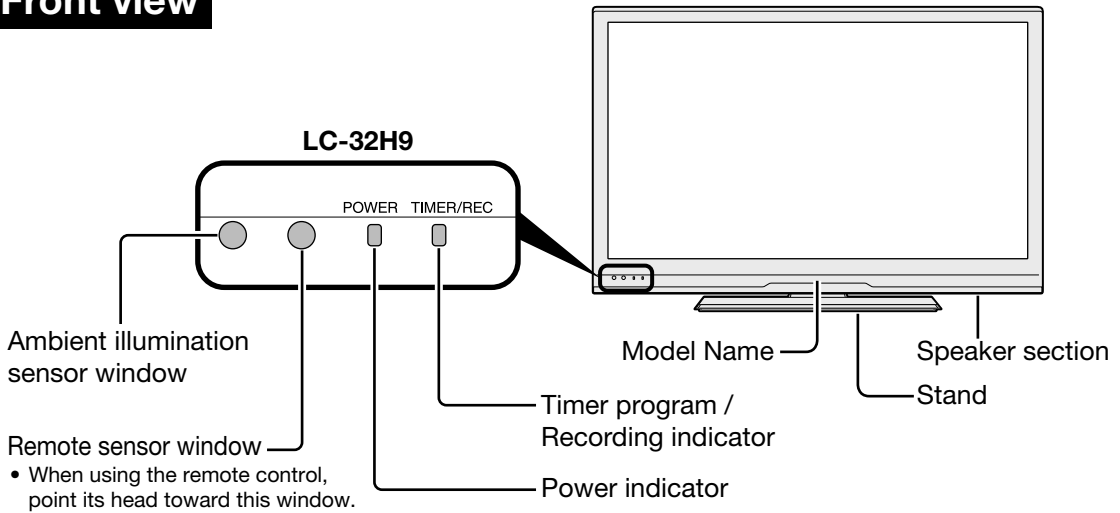 Front view
LC-32H9
POWER TIMER/REC
Ambient illumination
sensor window
Remote sensor window
• When using the remote control,
point its head toward this window.
Timer program /
Recording indicator
Power indicator
Model Name
Speaker section
Stand